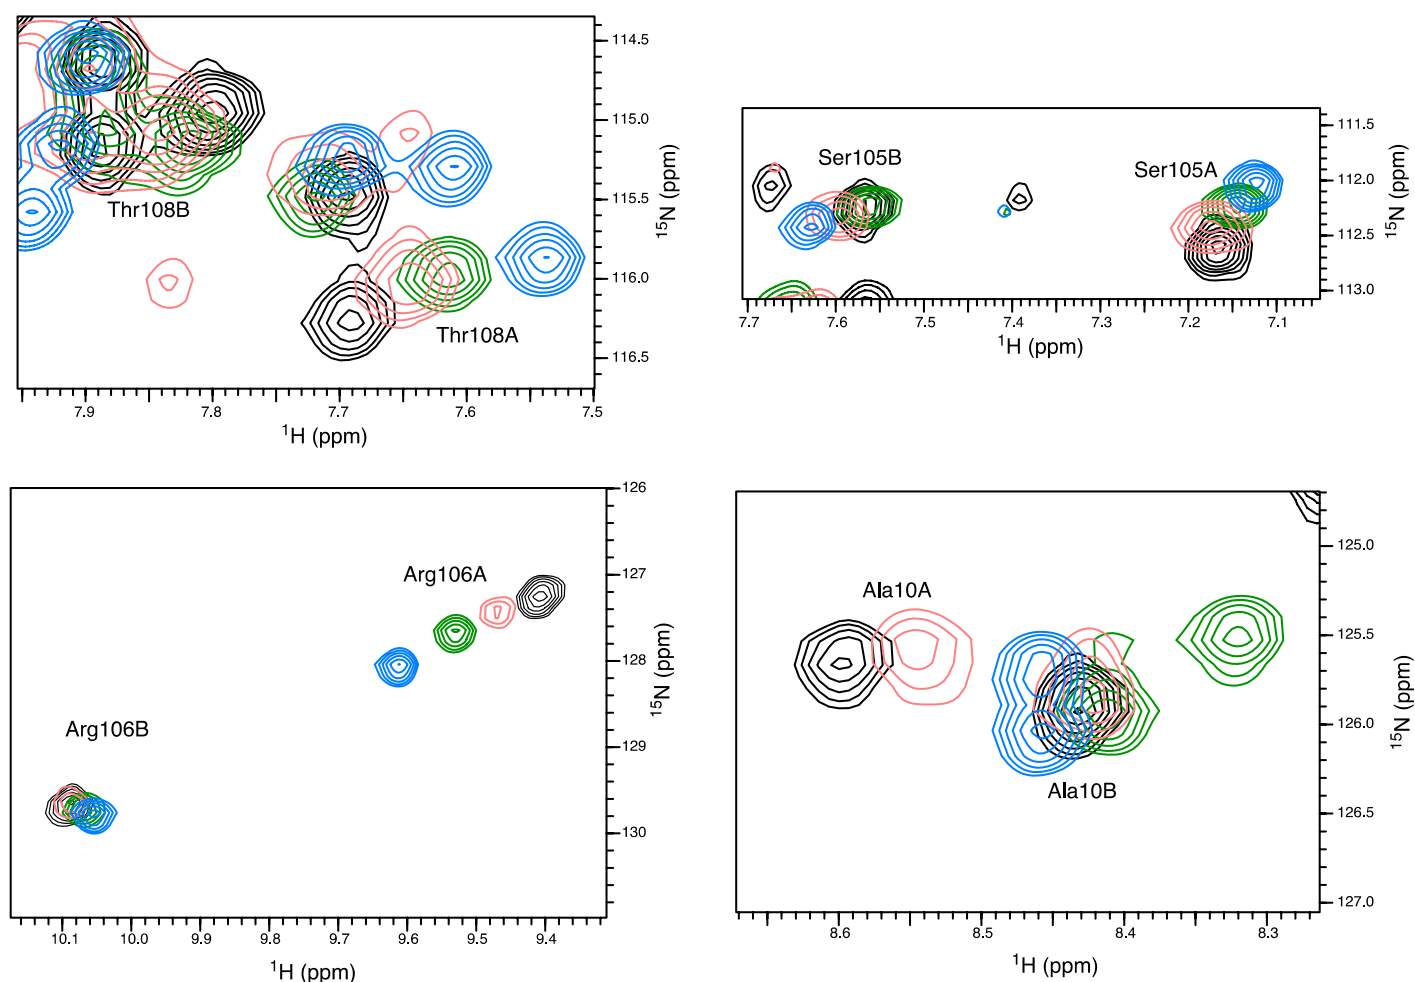 114.5
115.0
115.5
116.0
116.5
¹⁵N (ppm)
Thr108B
Thr108A
7.9
7.8
7.7
7.6
7.5
¹H (ppm)
111.5
112.0
112.5
113.0
¹⁵N (ppm)
Ser105B
Ser105A
7.7
7.6
7.5
7.4
7.3
7.2
7.1
¹H (ppm)
126
127
128
129
130
¹⁵N (ppm)
Arg106A
Arg106B
10.1
10.0
9.9
9.8
9.7
9.6
9.5
9.4
¹H (ppm)
125.0
125.5
126.0
126.5
127.0
¹⁵N (ppm)
Ala10A
Ala10B
8.6
8.5
8.4
8.3
¹H (ppm)